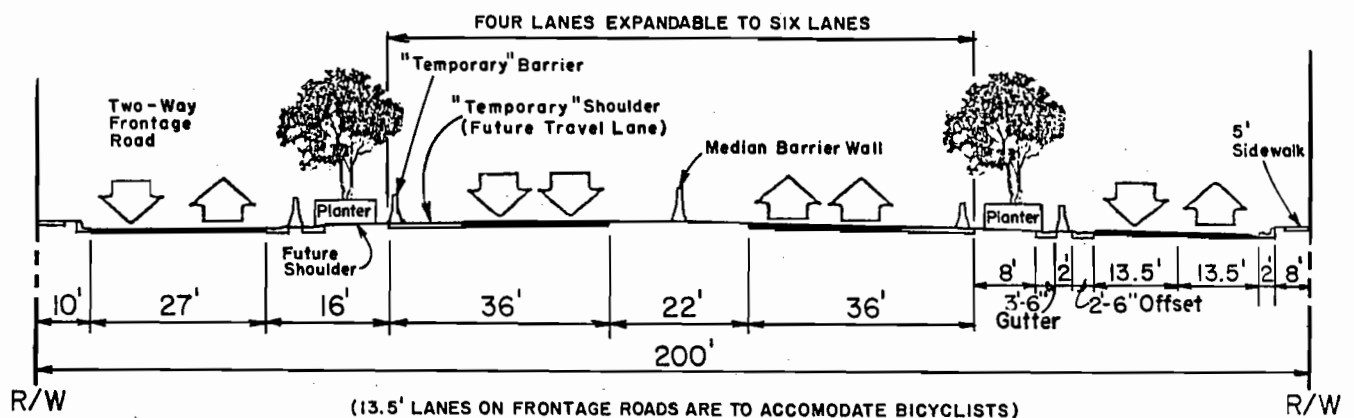 FOUR LANES EXPANDABLE TO SIX LANES
"Temporary" Barrier
"Temporary" Shoulder
(Future Travel Lane)
Two-Way
Frontage
Road
Median Barrier Wall
5'
Sidewalk
Planter
Planter
Future
Shoulder
10'
27'
16'
36'
22'
36'
8'
3'-6"
Gutter
2'
2'-6" Offset
13.5'
13.5'
2'
8'
200'
R/W
R/W
(13.5' LANES ON FRONTAGE ROADS ARE TO ACCOMODATE BICYCLISTS)